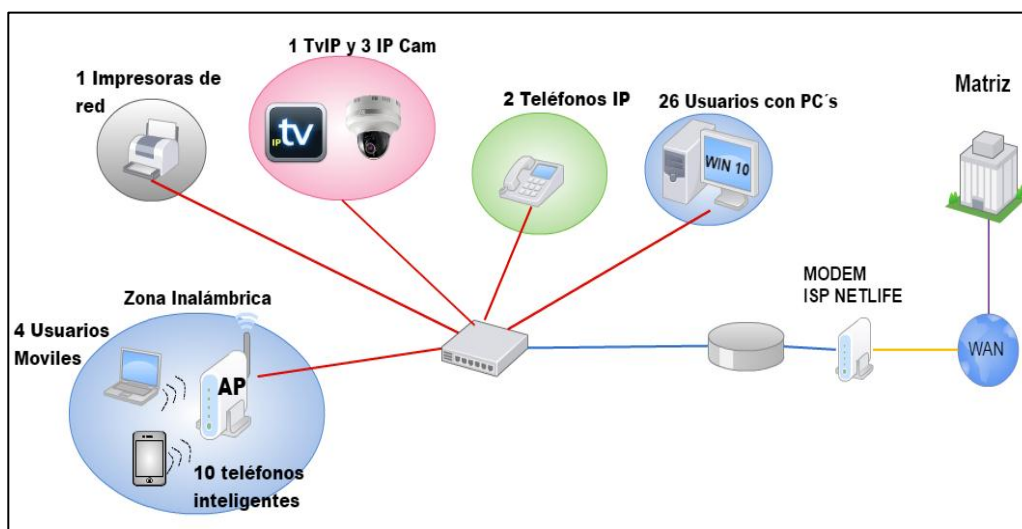 1 TvIP y 3 IP Cam
1 Impresoras de
red
IP tv
2 Teléfonos IP
26 Usuarios con PC´s
WIN 10
Matriz
MODEM
ISP NETLIFE
WAN
Zona Inalámbrica
4 Usuarios
Moviles
AP
10 teléfonos
inteligentes